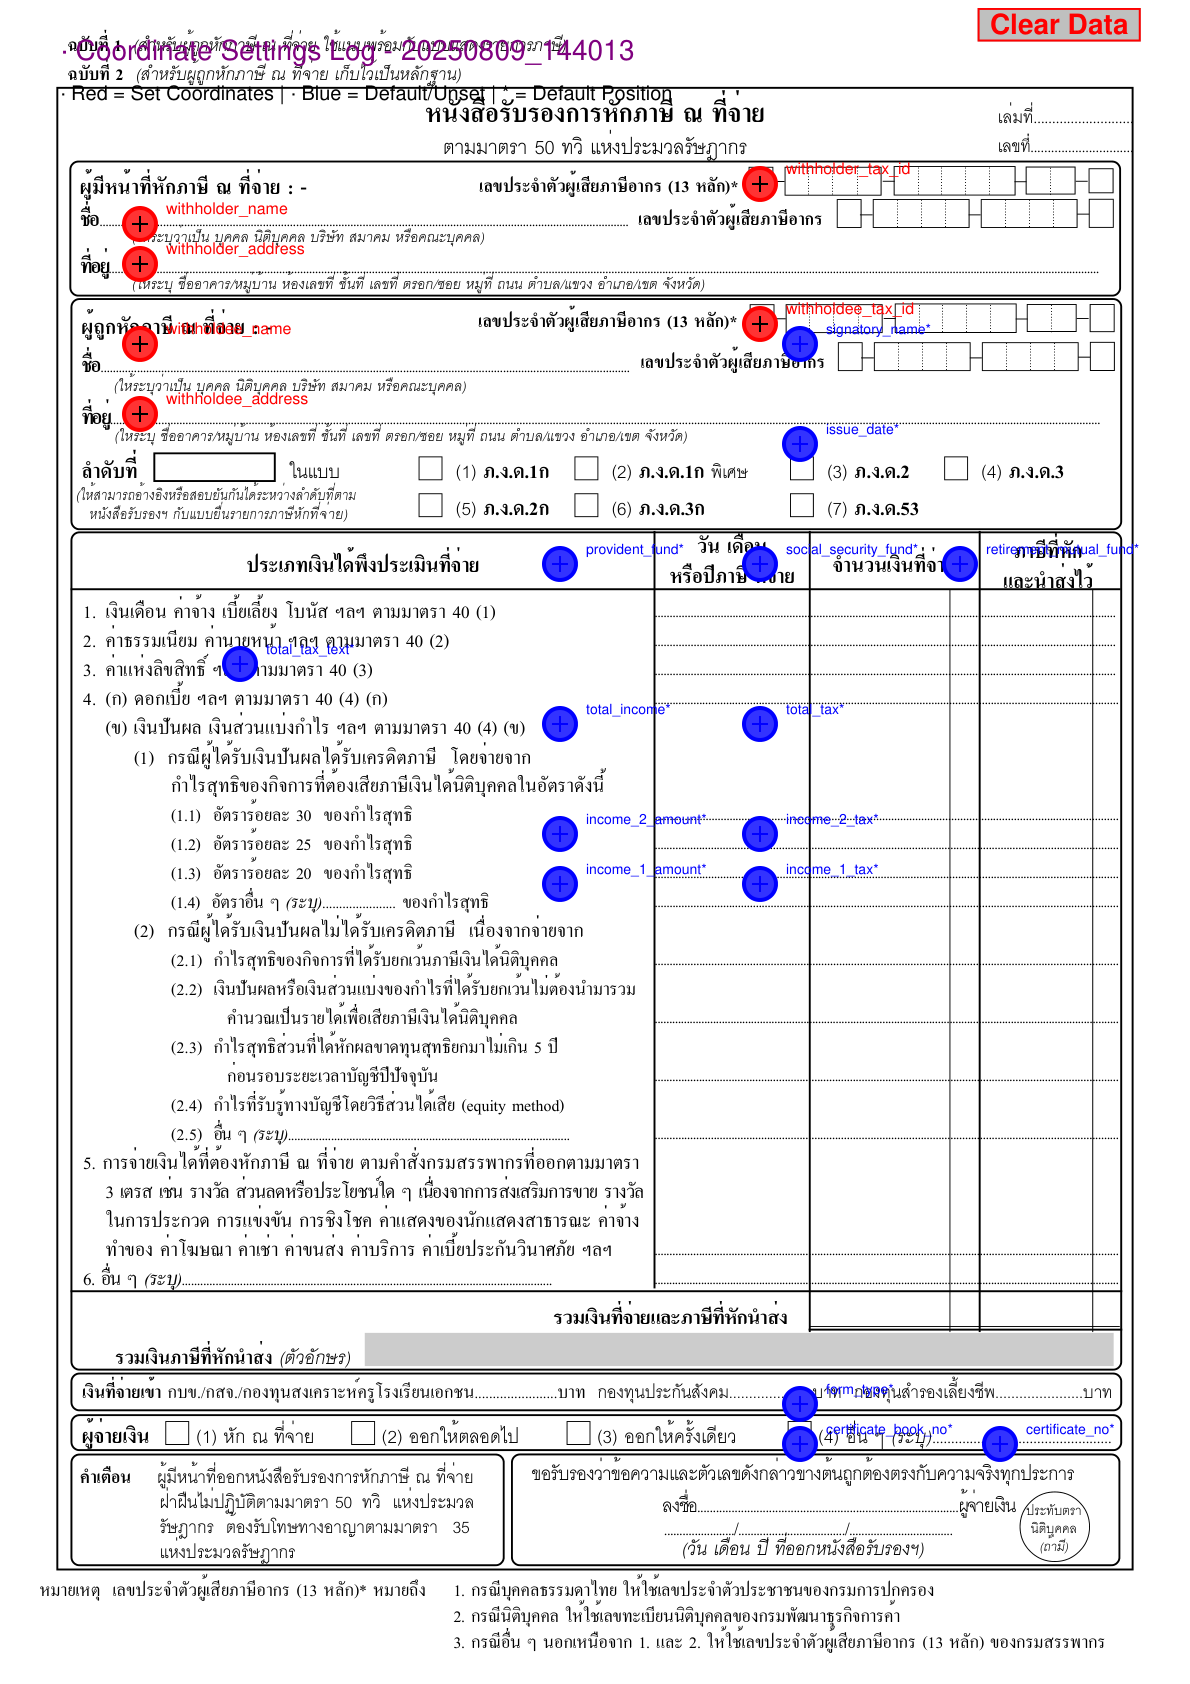 Clear Data
ฉบับที่ 1 (สำหรับผู้ถูกหักภาษี ณ ที่จ่าย ใช้แนบพร้อมกับแบบแสดงรายการภาษี)
· Coordinate Settings Log - 20250809_144013
ฉบับที่ 2 (สำหรับผู้ถูกหักภาษี ณ ที่จ่าย เก็บไว้เป็นหลักฐาน)
· Red = Set Coordinates | · Blue = Default/Unset | * = Default Position
หนังสือรับรองการหักภาษี ณ ที่จ่าย
เล่มที่
ตามมาตรา 50 ทวิ แห่งประมวลรัษฎากร
เลขที่
ผู้มีหน้าที่หักภาษี ณ ที่จ่าย : -
เลขประจำตัวผู้เสียภาษีอากร (13 หลัก)*
withholder_tax_id
ชื่อ
withholder_name
เลขประจำตัวผู้เสียภาษีอากร
(ให้ระบุว่าเป็น บุคคล นิติบุคคล บริษัท สมาคม หรือคณะบุคคล)
withholder_address
ที่อยู่
(ให้ระบุ ชื่ออาคาร/หมู่บ้าน ห้องเลขที่ ชั้นที่ เลขที่ ตรอก/ซอย หมู่ที่ ถนน ตำบล/แขวง อำเภอ/เขต จังหวัด)
ผู้ถูกหักภาษี ณ ที่จ่าย : -
withholdee_name
เลขประจำตัวผู้เสียภาษีอากร (13 หลัก)*
withholdee_tax_id
signatory_name*
ชื่อ
เลขประจำตัวผู้เสียภาษีอากร
(ให้ระบุว่าเป็น บุคคล นิติบุคคล บริษัท สมาคม หรือคณะบุคคล)
withholdee_address
ที่อยู่
(ให้ระบุ ชื่ออาคาร/หมู่บ้าน ห้องเลขที่ ชั้นที่ เลขที่ ตรอก/ซอย หมู่ที่ ถนน ตำบล/แขวง อำเภอ/เขต จังหวัด)
issue_date*
ลำดับที่ ในแบบ (1) ภ.ง.ด.1ก (2) ภ.ง.ด.1ก พิเศษ (3) ภ.ง.ด.2 (4) ภ.ง.ด.3
(ให้สามารถอ้างอิงหรือสอบยันกันได้ระหว่างลำดับที่ตาม
หนังสือรับรองฯ กับแบบยื่นรายการภาษีหักที่จ่าย)
(5) ภ.ง.ด.2ก (6) ภ.ง.ด.3ก (7) ภ.ง.ด.53
ประเภทเงินได้พึงประเมินที่จ่าย
provident_fund*
วัน เดือน
หรือปีภาษี ที่จ่าย
social_security_fund*
จำนวนเงินที่จ่าย
retirement_mutual_fund*
ภาษีที่หัก
และนำส่งไว้
1. เงินเดือน ค่าจ้าง เบี้ยเลี้ยง โบนัส ฯลฯ ตามมาตรา 40 (1)
2. ค่าธรรมเนียม ค่านายหน้า ฯลฯ ตามมาตรา 40 (2)
total_tax_text*
3. ค่าแห่งลิขสิทธิ์ ฯลฯ ตามมาตรา 40 (3)
4. (ก) ดอกเบี้ย ฯลฯ ตามมาตรา 40 (4) (ก)
total_income* total_tax*
(ข) เงินปันผล เงินส่วนแบ่งกำไร ฯลฯ ตามมาตรา 40 (4) (ข)
(1) กรณีผู้ได้รับเงินปันผลได้รับเครดิตภาษี โดยจ่ายจาก
กำไรสุทธิของกิจการที่ต้องเสียภาษีเงินได้นิติบุคคลในอัตราดังนี้
(1.1) อัตราร้อยละ 30 ของกำไรสุทธิ
income_2_amount* income_2_tax*
(1.2) อัตราร้อยละ 25 ของกำไรสุทธิ
(1.3) อัตราร้อยละ 20 ของกำไรสุทธิ
income_1_amount* income_1_tax*
(1.4) อัตราอื่น ๆ (ระบุ)...................... ของกำไรสุทธิ
(2) กรณีผู้ได้รับเงินปันผลไม่ได้รับเครดิตภาษี เนื่องจากจ่ายจาก
(2.1) กำไรสุทธิของกิจการที่ได้รับยกเว้นภาษีเงินได้นิติบุคคล
(2.2) เงินปันผลหรือเงินส่วนแบ่งของกำไรที่ได้รับยกเว้นไม่ต้องนำมารวม
คำนวณเป็นรายได้เพื่อเสียภาษีเงินได้นิติบุคคล
(2.3) กำไรสุทธิส่วนที่ได้หักผลขาดทุนสุทธิยกมาไม่เกิน 5 ปี
ก่อนรอบระยะเวลาบัญชีปีปัจจุบัน
(2.4) กำไรที่รับรู้ทางบัญชีโดยวิธีส่วนได้เสีย (equity method)
(2.5) อื่น ๆ (ระบุ)
5. การจ่ายเงินได้ที่ต้องหักภาษี ณ ที่จ่าย ตามคำสั่งกรมสรรพากรที่ออกตามมาตรา
3 เตรส เช่น รางวัล ส่วนลดหรือประโยชน์ใด ๆ เนื่องจากการส่งเสริมการขาย รางวัล
ในการประกวด การแข่งขัน การชิงโชค ค่าแสดงของนักแสดงสาธารณะ ค่าจ้าง
ทำของ ค่าโฆษณา ค่าเช่า ค่าขนส่ง ค่าบริการ ค่าเบี้ยประกันวินาศภัย ฯลฯ
6. อื่น ๆ (ระบุ)
รวมเงินที่จ่ายและภาษีที่หักนำส่ง
รวมเงินภาษีที่หักนำส่ง (ตัวอักษร)
เงินที่จ่ายเข้า กบข./กสจ./กองทุนสงเคราะห์ครูโรงเรียนเอกชน......................บาท กองทุนประกันสังคม......................บาท กองทุนสำรองเลี้ยงชีพ......................บาท
form_type*
ผู้จ่ายเงิน (1) หัก ณ ที่จ่าย (2) ออกให้ตลอดไป (3) ออกให้ครั้งเดียว (4) อื่น ๆ (ระบุ)
certificate_book_no* certificate_no*
คำเตือน ผู้มีหน้าที่ออกหนังสือรับรองการหักภาษี ณ ที่จ่าย
ฝ่าฝืนไม่ปฏิบัติตามมาตรา 50 ทวิ แห่งประมวล
รัษฎากร ต้องรับโทษทางอาญาตามมาตรา 35
แห่งประมวลรัษฎากร
ขอรับรองว่าข้อความและตัวเลขดังกล่าวข้างต้นถูกต้องตรงกับความจริงทุกประการ
ลงชื่อ......................ผู้จ่ายเงิน
....................../....................../......................
(วัน เดือน ปี ที่ออกหนังสือรับรองฯ)
ประทับตรา
นิติบุคคล
(ถ้ามี)
หมายเหตุ เลขประจำตัวผู้เสียภาษีอากร (13 หลัก)* หมายถึง 1. กรณีบุคคลธรรมดาไทย ให้ใช้เลขประจำตัวประชาชนของกรมการปกครอง
2. กรณีนิติบุคคล ให้ใช้เลขทะเบียนนิติบุคคลของกรมพัฒนาธุรกิจการค้า
3. กรณีอื่น ๆ นอกเหนือจาก 1. และ 2. ให้ใช้เลขประจำตัวผู้เสียภาษีอากร (13 หลัก) ของกรมสรรพากร